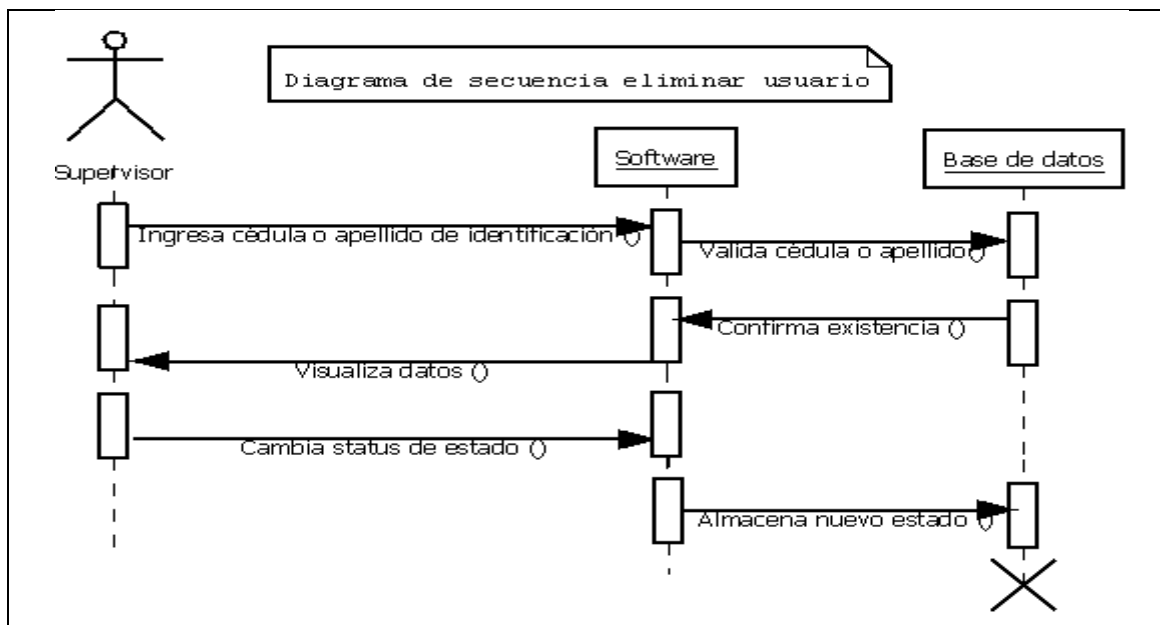 Diagrama de secuencia eliminar usuario
Supervisor
Software
Base de datos
Ingresa cédula o apellido de identificación ()
Valida cédula o apellido()
Confirma existencia ()
Visualiza datos ()
Cambia status de estado ()
Almacena nuevo estado ()